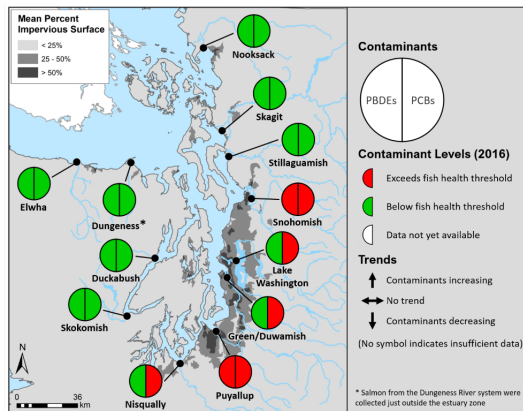 Mean Percent
Impervious Surface
< 25%
25 - 50%
> 50%
Nooksack
Skagit
Stillaguamish
Elwha
Dungeness*
Snohomish
Duckabush
Lake
Washington
Skokomish
Green/Duwamish
Nisqually
Puyallup
N
0
36
km
Contaminants
PBDEs
PCBs
Contaminant Levels (2016)
Exceeds fish health threshold
Below fish health threshold
Data not yet available
Trends
Contaminants increasing
No trend
Contaminants decreasing
(No symbol indicates insufficient data)
* Salmon from the Dungeness River system were
collected just outside the estuary zone